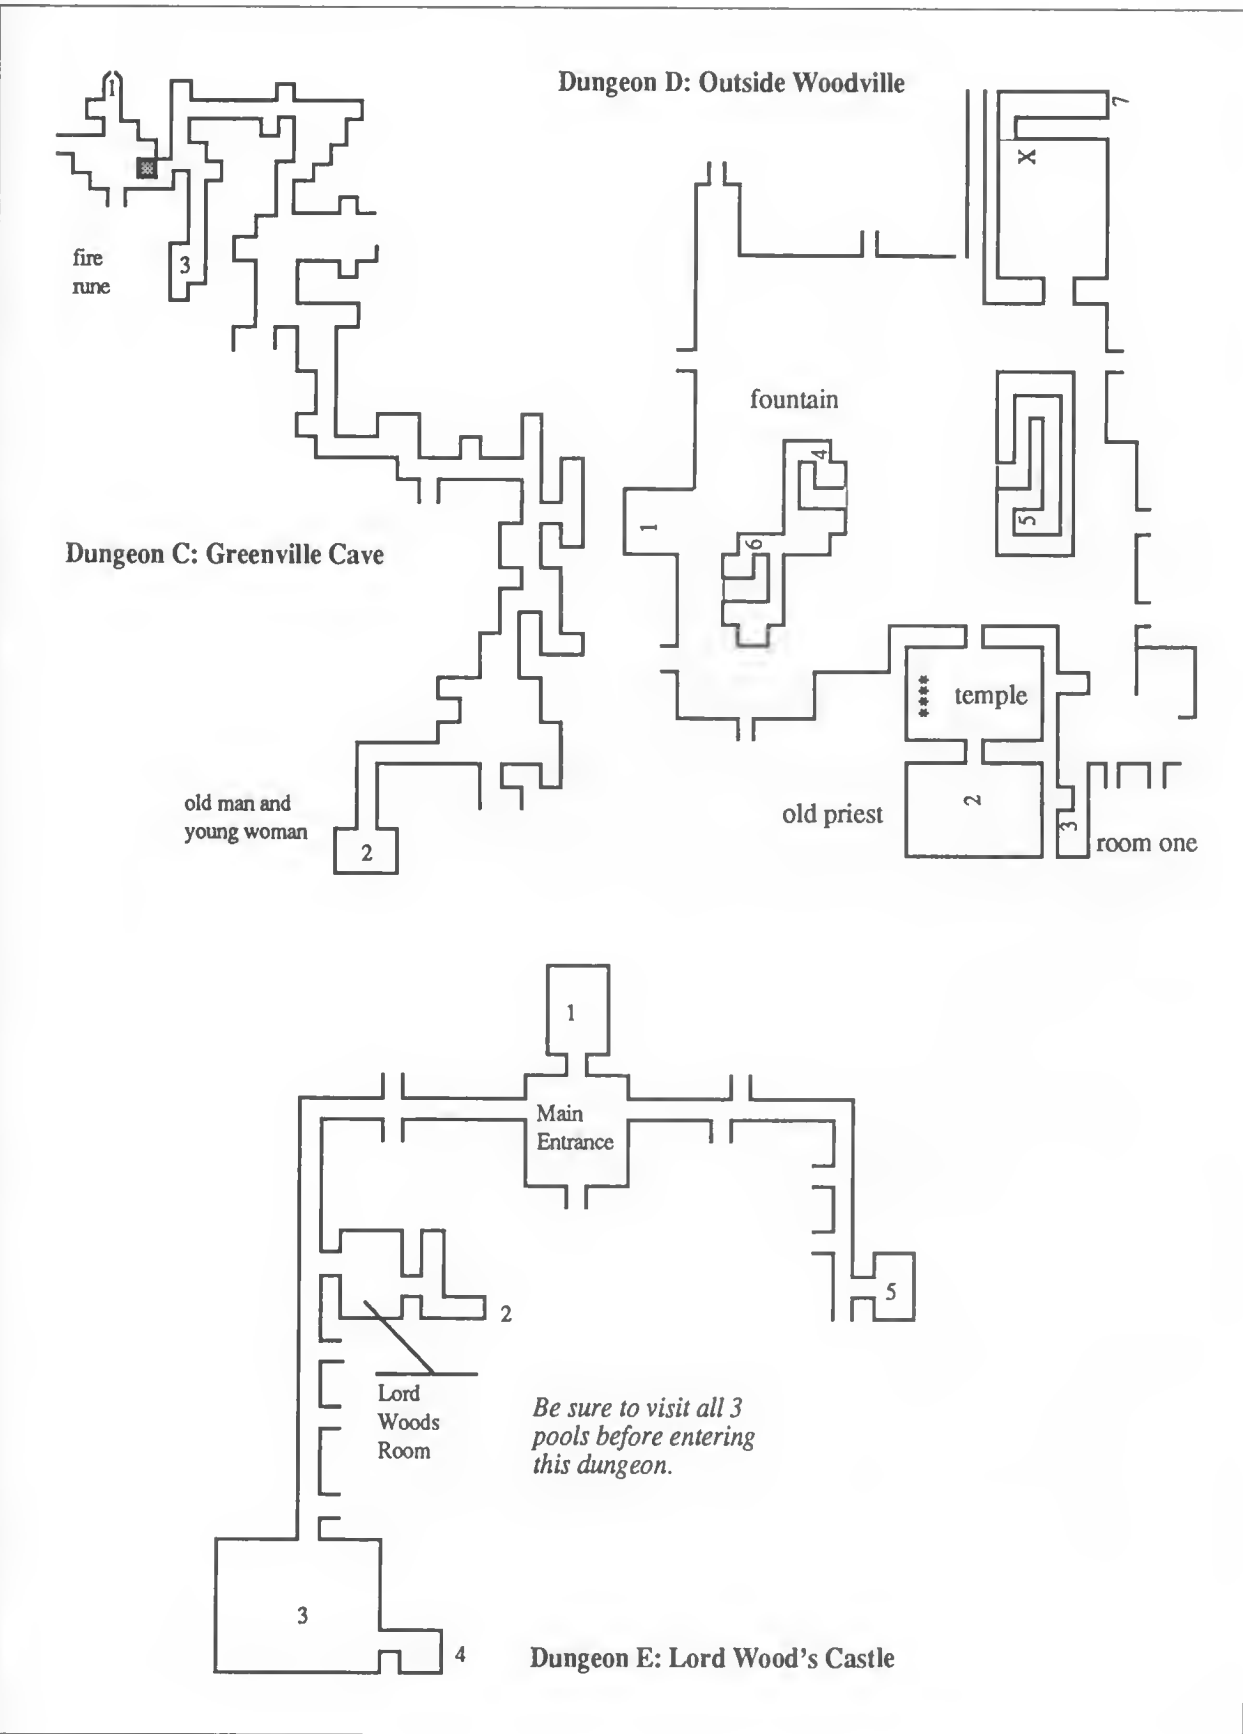 Dungeon D: Outside Woodville
1
7
X
fire
rune
3
fountain
4
1
5
6
Dungeon C: Greenville Cave
****
temple
old man and
young woman
2
old priest
2
3
room one
1
Main
Entrance
2
5
Lord
Woods
Room
Be sure to visit all 3
pools before entering
this dungeon.
3
4
Dungeon E: Lord Wood's Castle